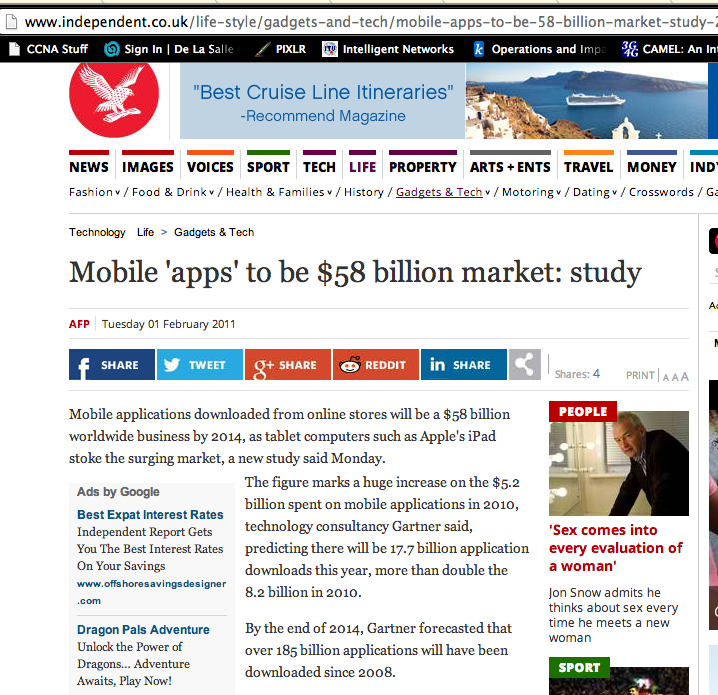 www.independent.co.uk/life-style/gadgets-and-tech/mobile-apps-to-be-58-billion-market-study-2
CCNA Stuff Sign In | De La Salle PIXLR Intelligent Networks Operations and Impa CAMEL: An Int
"Best Cruise Line Itineraries"
-Recommend Magazine
NEWS IMAGES VOICES SPORT TECH LIFE PROPERTY ARTS + ENTS TRAVEL MONEY INDY
Fashion / Food & Drink / Health & Families / History / Gadgets & Tech / Motoring / Dating / Crosswords / Ga
Technology Life > Gadgets & Tech
Mobile 'apps' to be $58 billion market: study
AFP Tuesday 01 February 2011
SHARE TWEET SHARE REDDIT SHARE Shares: 4 PRINT A A A
Mobile applications downloaded from online stores will be a $58 billion
worldwide business by 2014, as tablet computers such as Apple's iPad
stoke the surging market, a new study said Monday.
The figure marks a huge increase on the $5.2
billion spent on mobile applications in 2010,
technology consultancy Gartner said,
predicting there will be 17.7 billion application
downloads this year, more than double the
8.2 billion in 2010.
By the end of 2014, Gartner forecasted that
over 185 billion applications will have been
downloaded since 2008.
Ads by Google
Best Expat Interest Rates
Independent Report Gets
You The Best Interest Rates
On Your Savings
www.offshoresavingsdesigner
.com
Dragon Pals Adventure
Unlock the Power of
Dragons... Adventure
Awaits, Play Now!
PEOPLE
'Sex comes into
every evaluation of
a woman'
Jon Snow admits he
thinks about sex every
time he meets a new
woman
SPORT